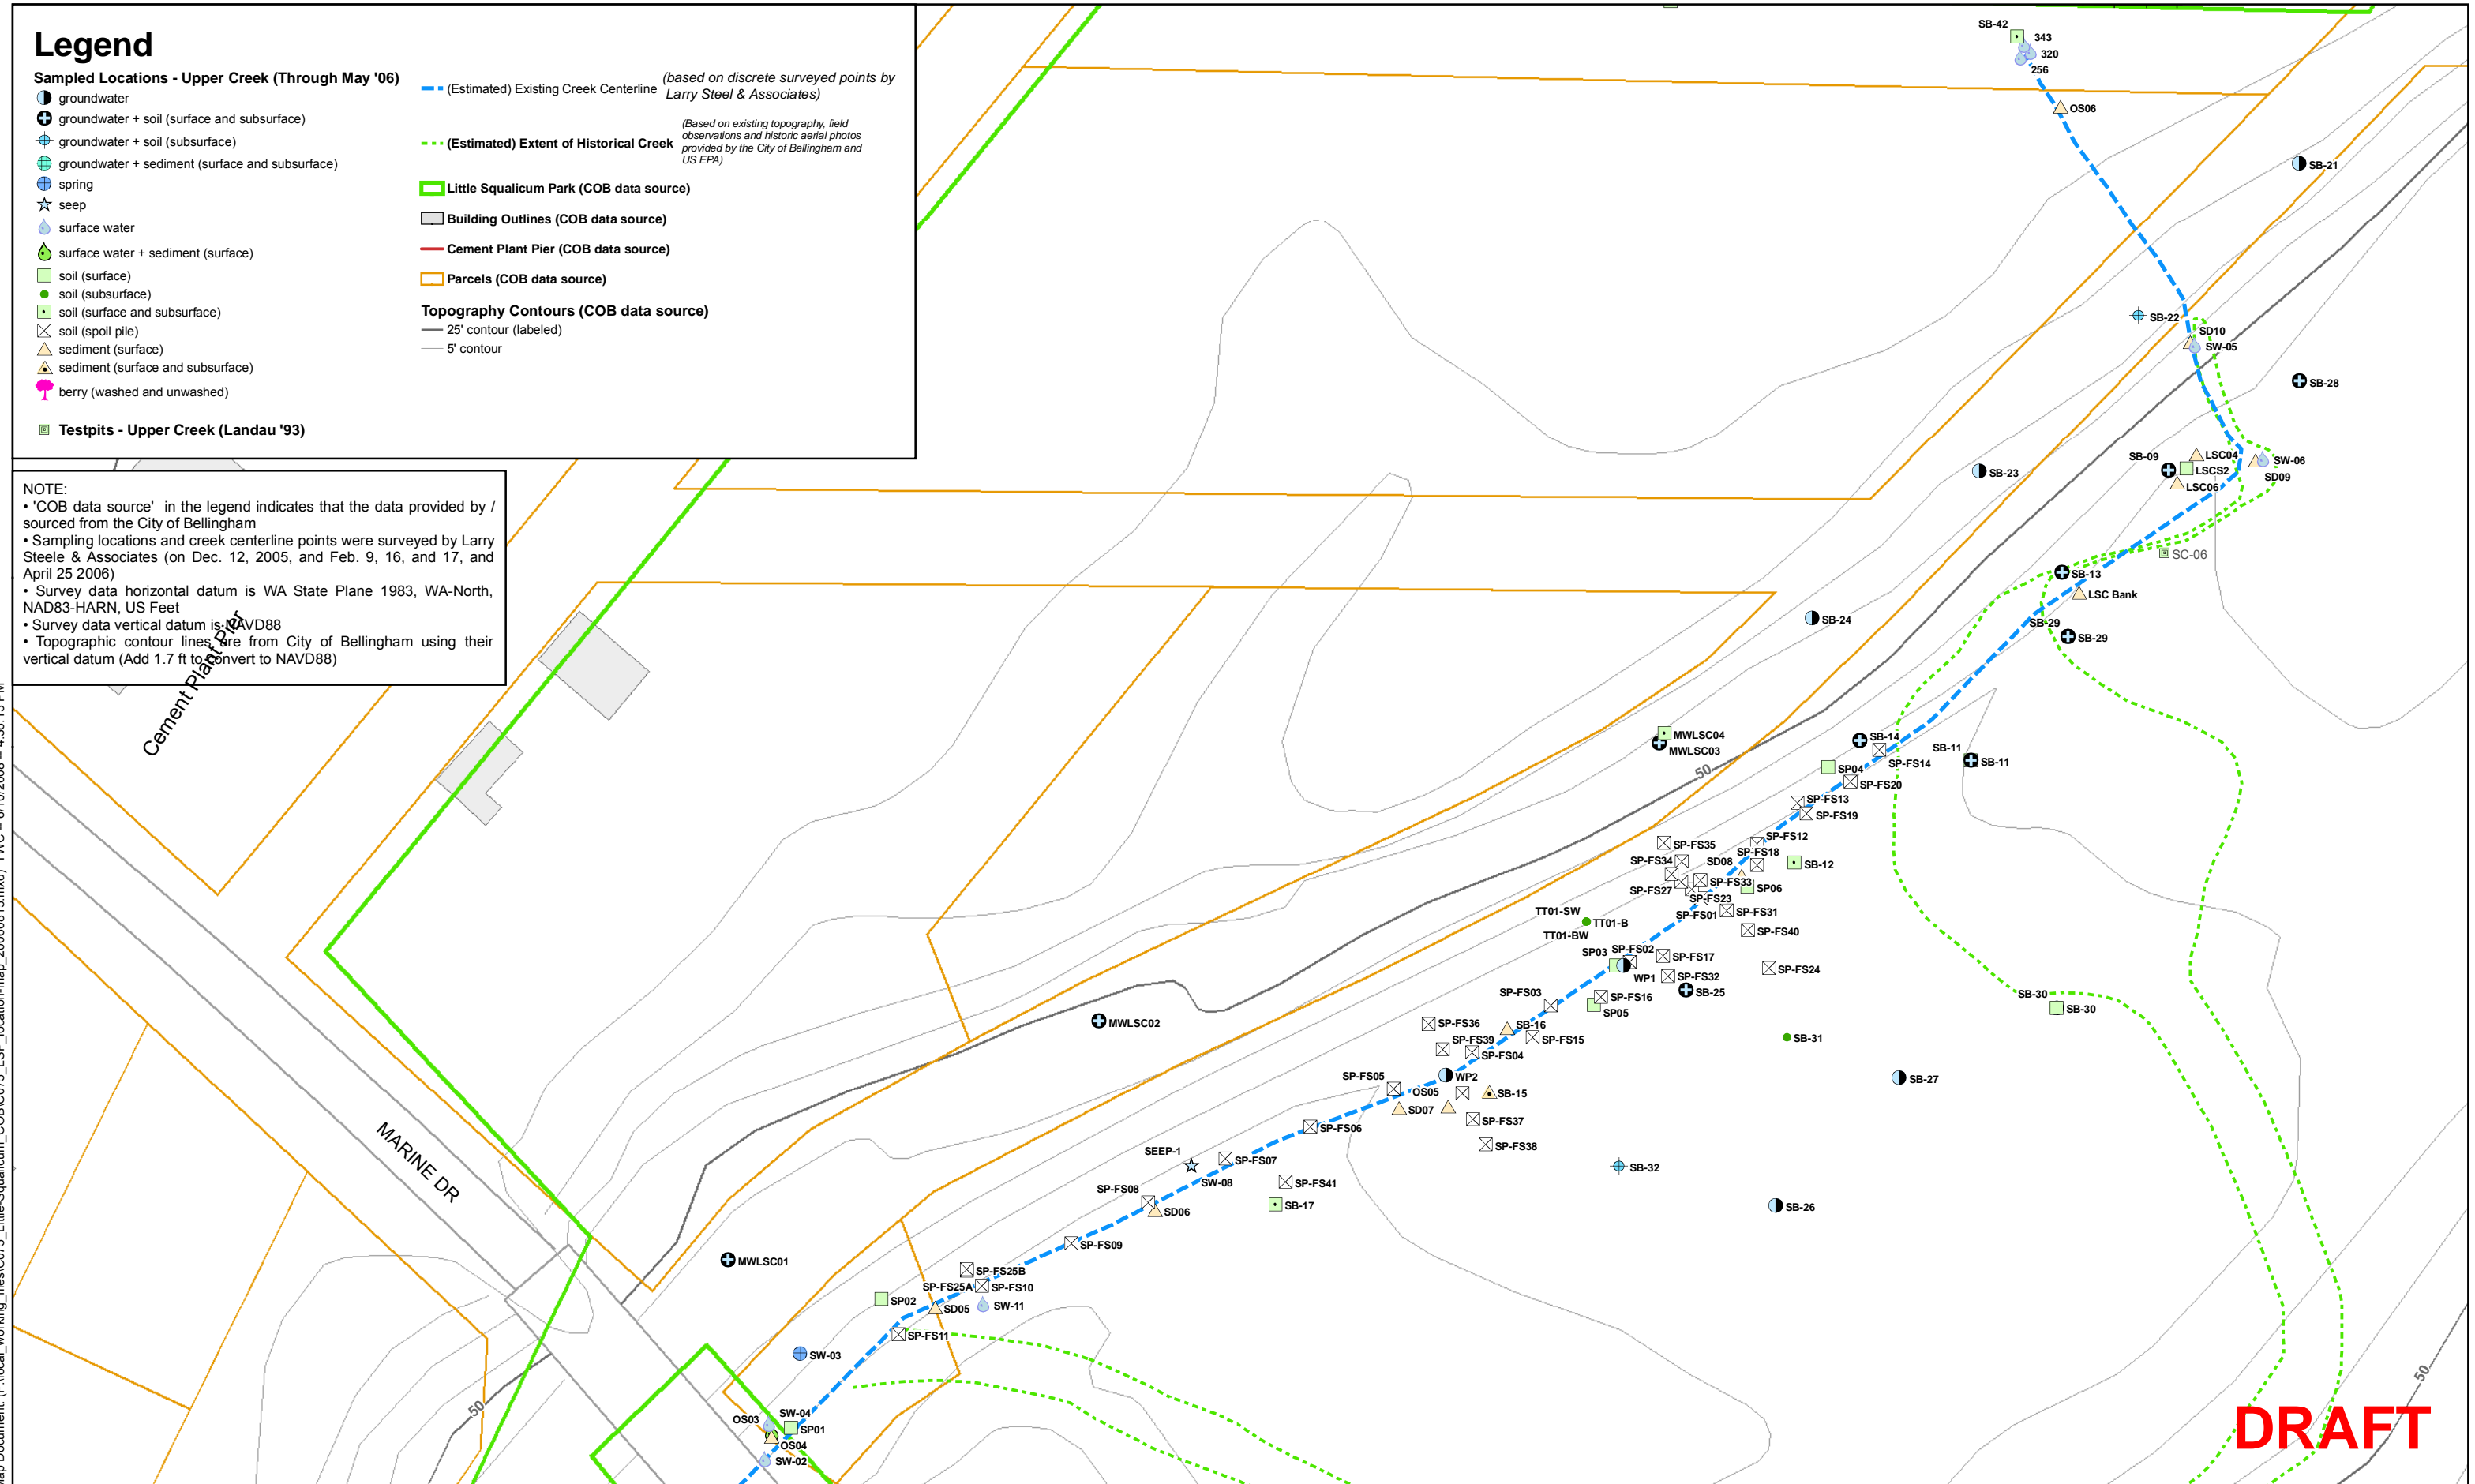 Legend
Sampled Locations - Upper Creek (Through May '06)
groundwater
groundwater + soil (surface and subsurface)
groundwater + soil (subsurface)
groundwater + sediment (surface and subsurface)
spring
seep
surface water
surface water + sediment (surface)
soil (surface)
soil (subsurface)
soil (surface and subsurface)
soil (spoil pile)
sediment (surface)
sediment (surface and subsurface)
berry (washed and unwashed)
Testpits - Upper Creek (Landau '93)
(Estimated) Existing Creek Centerline
(based on discrete surveyed points by
Larry Steel & Associates)
(Estimated) Extent of Historical Creek
(Based on existing topography, field
observations and historic aerial photos
provided by the City of Bellingham and
US EPA)
Little Squalicum Park (COB data source)
Building Outlines (COB data source)
Cement Plant Pier (COB data source)
Parcels (COB data source)
Topography Contours (COB data source)
25' contour (labeled)
5' contour
NOTE:
• 'COB data source' in the legend indicates that the data provided by /
sourced from the City of Bellingham
• Sampling locations and creek centerline points were surveyed by Larry
Steele & Associates (on Dec. 12, 2005, and Feb. 9, 16, and 17, and
April 25 2006)
• Survey data horizontal datum is WA State Plane 1983, WA-North,
NAD83-HARN, US Feet
• Survey data vertical datum is NAVD88
• Topographic contour lines are from City of Bellingham using their
vertical datum (Add 1.7 ft to convert to NAVD88)
Cement Plant Pier
MARINE DR
SB-42
343
320
256
OS06
SB-21
SB-22
SD10
SW-05
SB-28
SB-23
SB-09
LSC04
LSCS2
LSC06
SW-06
SD09
SC-06
SB-13
LSC Bank
SB-24
SB-29
SB-29
MWLSC04
MWLSC03
50
SB-14
SP-FS14
SB-11
SB-11
SP04
SP-FS20
SP-FS13
SP-FS19
SP-FS12
SP-FS35
SP-FS18
SP-FS34
SD08
SB-12
SP-FS33
SP-FS27
SP06
SP-FS23
SP-FS01
SP-FS31
TT01-SW
TT01-B
TT01-BW
SP-FS40
SP03
SP-FS02
SP-FS17
WP1
SP-FS32
SP-FS24
SB-25
SP-FS03
SP-FS16
SP05
SB-30
SB-30
MWLSC02
SP-FS36
SB-16
SP-FS39
SP-FS15
SP-FS04
SB-31
SP-FS05
WP2
OS05
SB-15
SB-27
SD07
SP-FS37
SP-FS06
SP-FS38
SEEP-1
SP-FS07
SB-32
SW-08
SP-FS41
SP-FS08
SD06
SB-17
SB-26
SP-FS09
MWLSC01
SP-FS25B
SP-FS25A
SP-FS10
SP02
SD05
SW-11
SP-FS11
SW-03
50
50
OS03
SW-04
SP01
OS04
SW-02
DRAFT